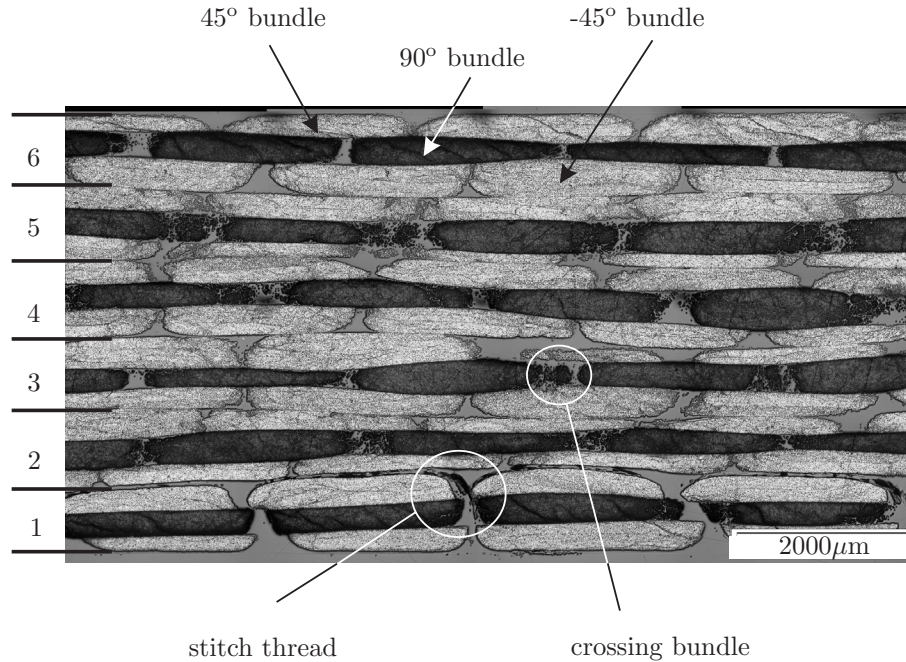 45° bundle
-45° bundle
90° bundle
6
5
4
3
2
1
2000μm
stitch thread
crossing bundle